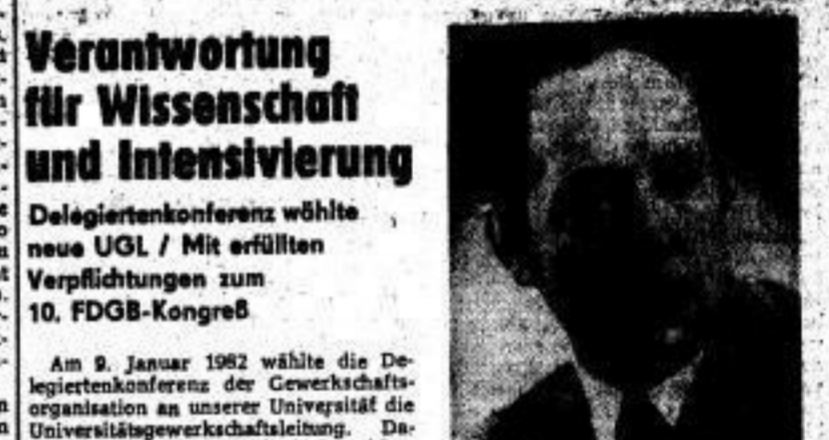 Verantwortung
für Wissenschaft
und Intensivierung
Delegiertenkonferenz wählte
neue UGL / Mit erfüllten
Verpflichtungen zum
10. FDGB-Kongreß
Am 9. Januar 1982 wählte die De-
legiertenkonferenz der Gewerkschafts-
organisation an unserer Universität die
Universitätsgewerkschaftsleitung. Da-